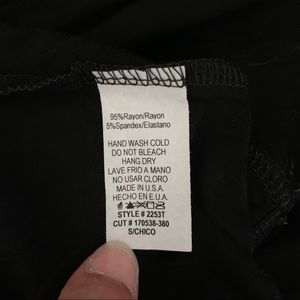 95%Rayon/Rayon
5%Spandex/Elastano
HAND WASH COLD
DO NOT BLEACH
HANG DRY
LAVE FRIO A MANO
NO USAR CLORO
MADE IN U.S.A.
HECHO EN E.U.A.
STYLE # 2253T
CUT # 170538-380
S/CHICO